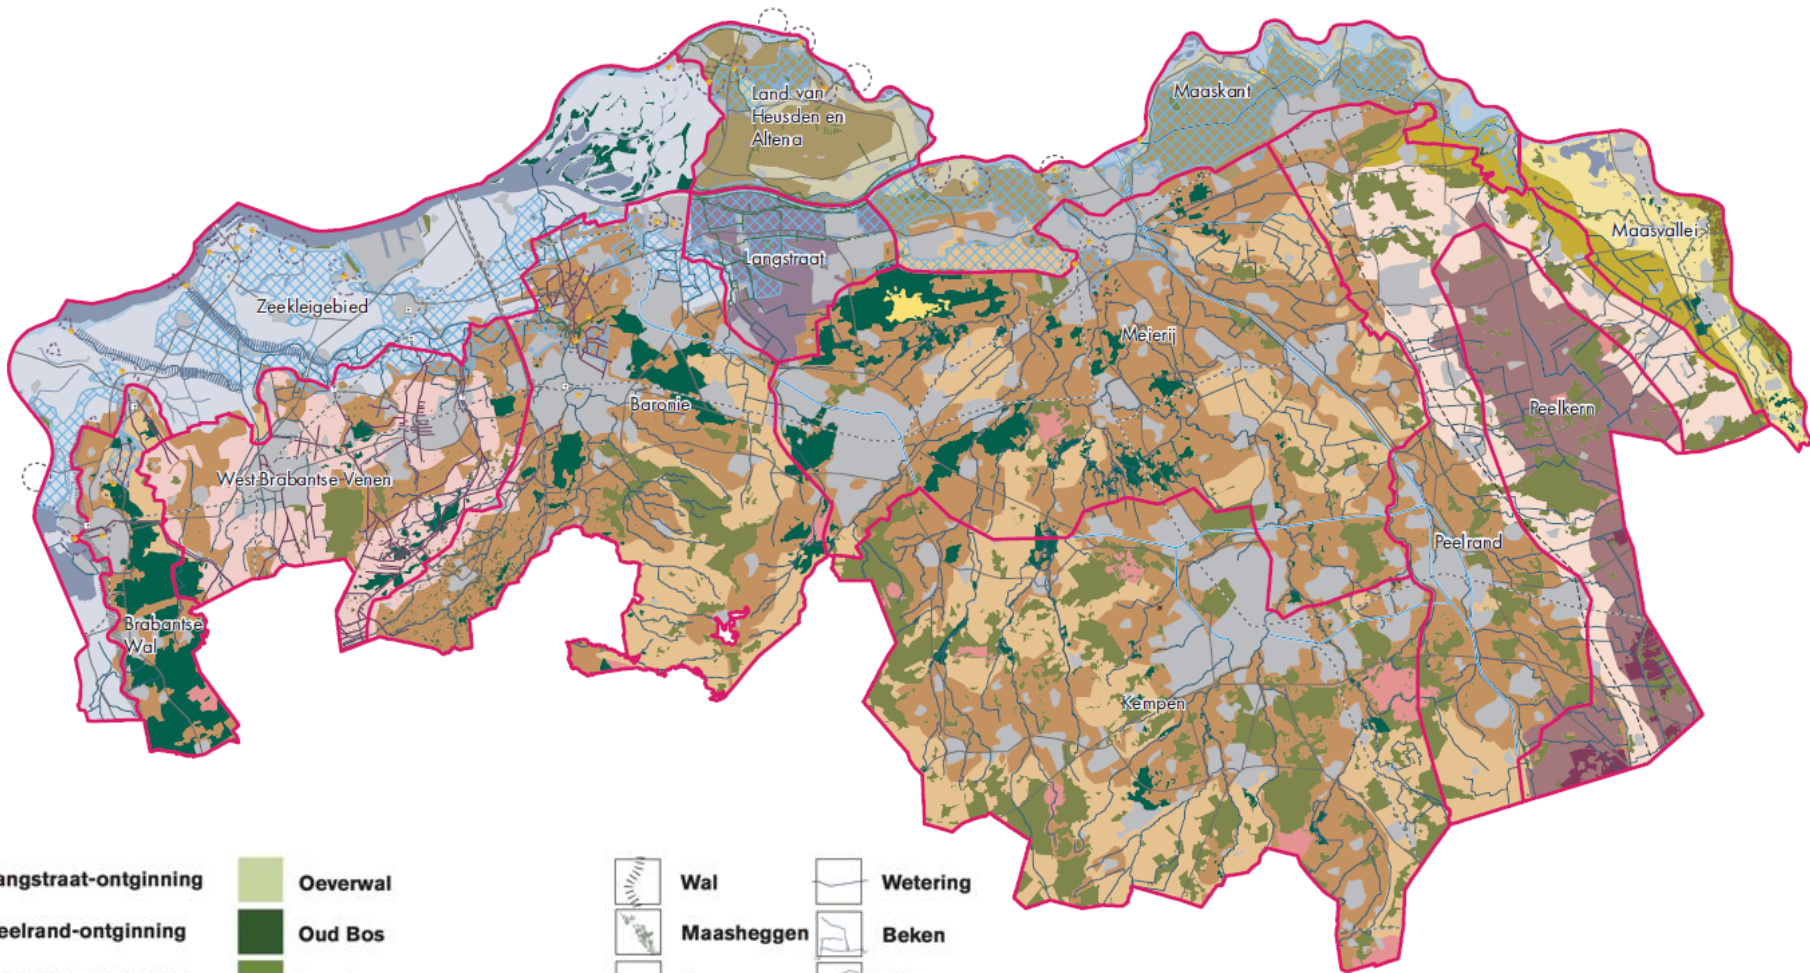 Land van
Heusden en
Altena
Maaskant
Maasvallei
Langstraat
Zeekleigebied
Meierij
Baronie
Peelkern
West-Brabantse Venen
Peelrand
Brabantse
Wal
Kempen
angstraat-ontginning
Oeverwal
Wal
Wetering
eelrand-ontginning
Oud Bos
Maasheggen
Beken